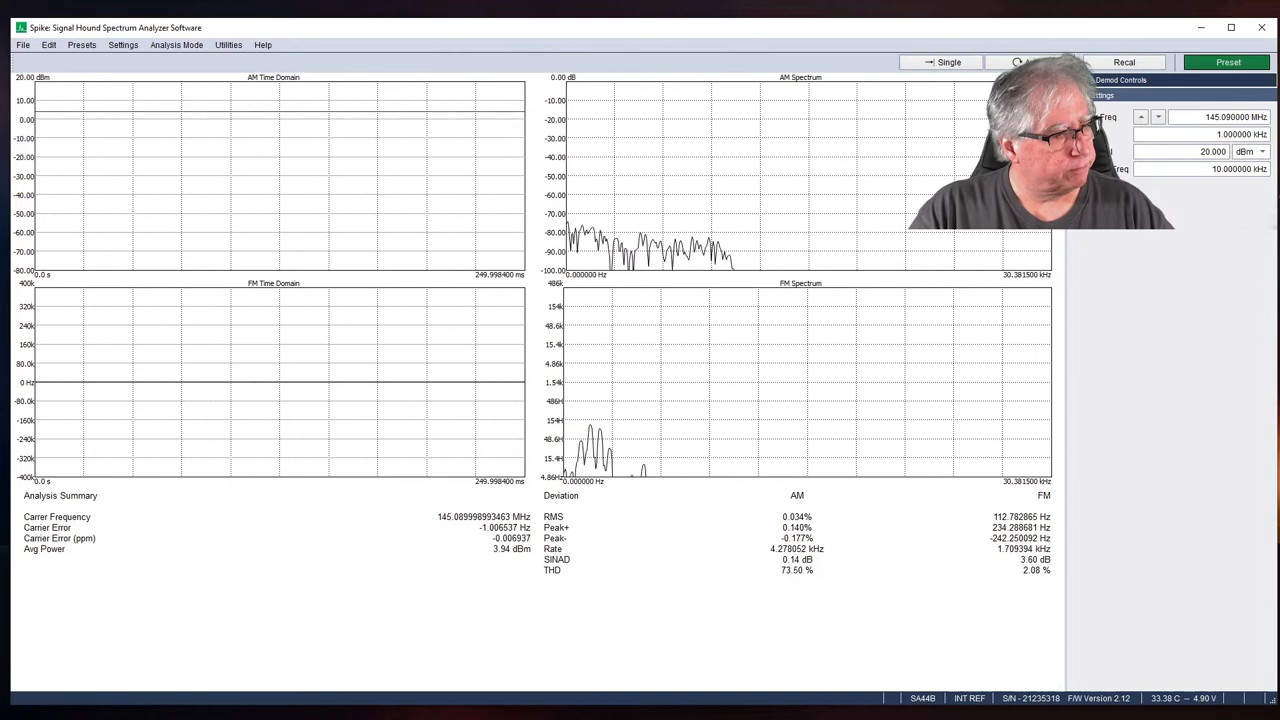 Spike: Signal Hound Spectrum Analyzer Software
File Edit Presets Settings Analysis Mode Utilities Help
Single Recal Preset
AM Time Domain
20.00 dBm
10.00
0.00
-10.00
-20.00
-30.00
-40.00
-50.00
-60.00
-70.00
-80.00
0.0 s 249.998400 ms
AM Spectrum
0.00 dB
-10.00
-20.00
-30.00
-40.00
-50.00
-60.00
-70.00
-80.00
-90.00
-100.00
0.000000 Hz 30.381500 kHz
FM Time Domain
400k
320k
240k
160k
80.0k
0 Hz
-80.0k
-160k
-240k
-320k
-400k
0.0 s 249.998400 ms
FM Spectrum
486k
154k
48.6k
15.4k
4.86k
1.54k
486H
154H
48.6H
15.4H
4.86H
0.000000 Hz 30.381500 kHz
Demod Controls
Freq 145.090000 MHz
1.000000 kHz
20.000 dBm
Freq 10.000000 kHz
Analysis Summary
Carrer Frequency 145.089998993463 MHz
Carrier Error -1.006537 Hz
Carrier Error (ppm) -0.006937
Avg Power 3.94 dBm
Deviation AM FM
RMS 0.034% 112.782865 Hz
Peak+ 0.140% 234.288681 Hz
Peak- -0.177% -242.250092 Hz
Rate 4.278052 kHz 1.709394 kHz
SINAD 0.14 dB 3.60 dB
THD 73.50 % 2.08 %
SA44B INT REF S/N - 21235318 F/W Version 2.12 33.38 C -- 4.90 V